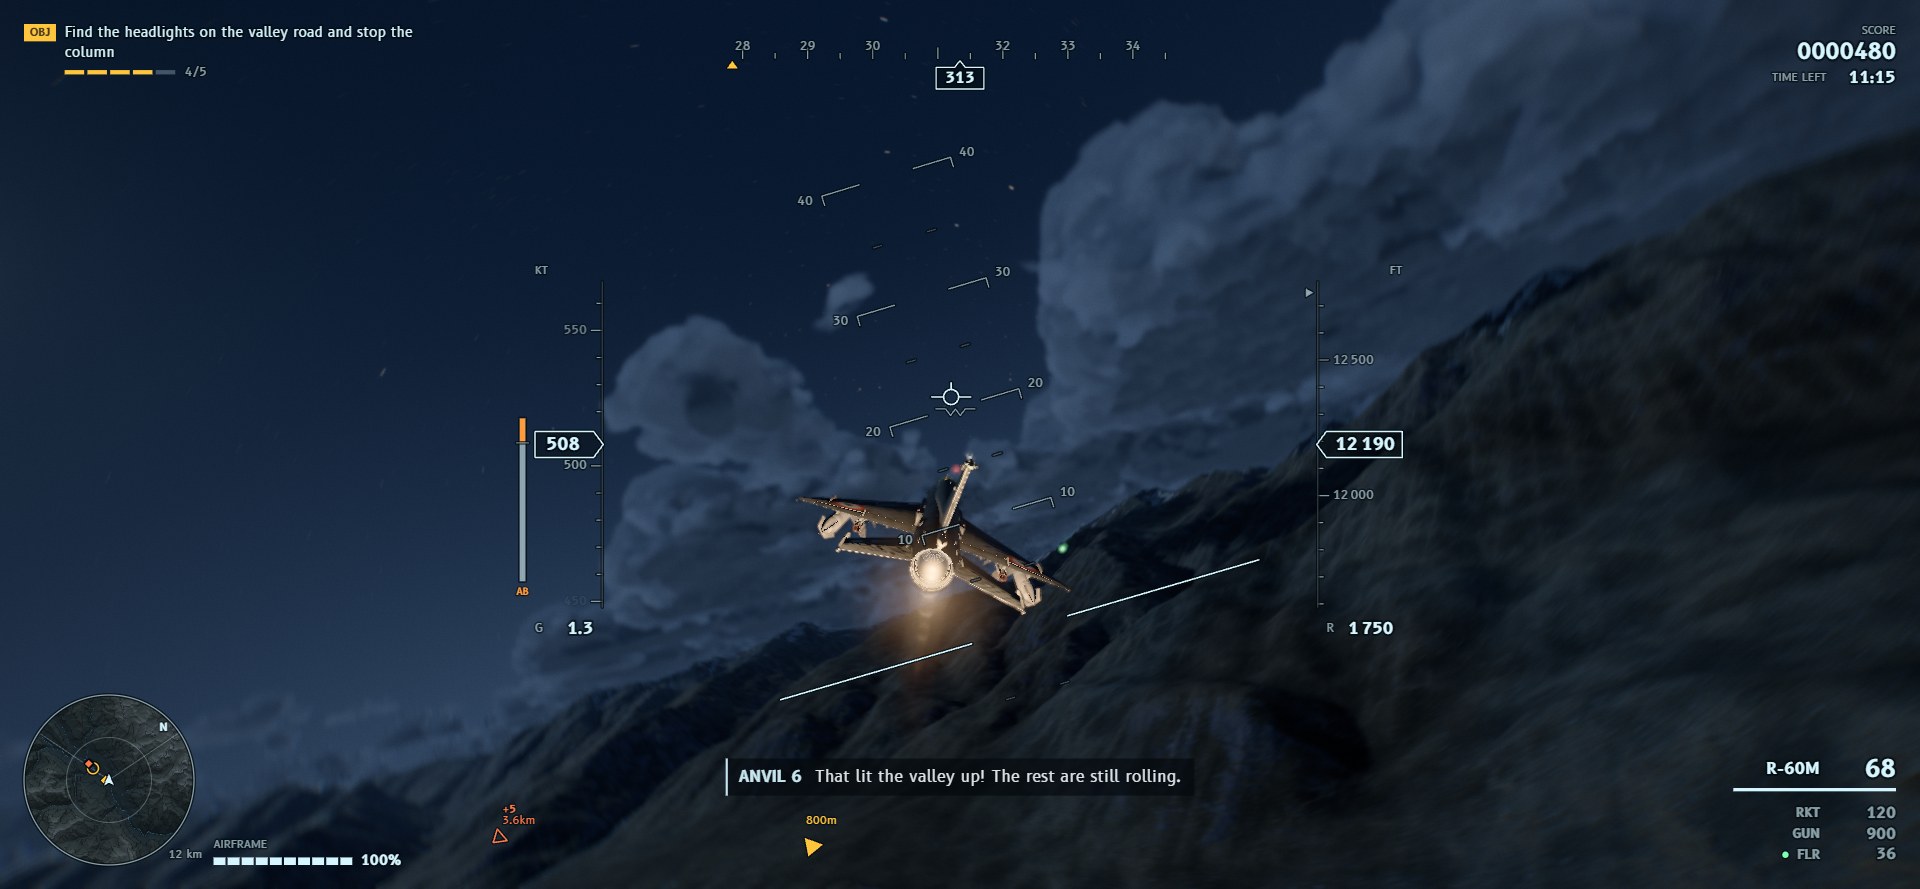 OBJ Find the headlights on the valley road and stop the
column
4/5
28 29 30 32 33 34
313
SCORE
0000480
TIME LEFT 11:15
40 40
30 30
20 20
10 10
KT
550
508
500
450
AB
G 1.3
FT
12 500
12 190
12 000
R 1 750
N
12 km
AIRFRAME
100%
+5
3.6km
800m
ANVIL 6 That lit the valley up! The rest are still rolling.
R-60M 68
RKT 120
GUN 900
FLR 36